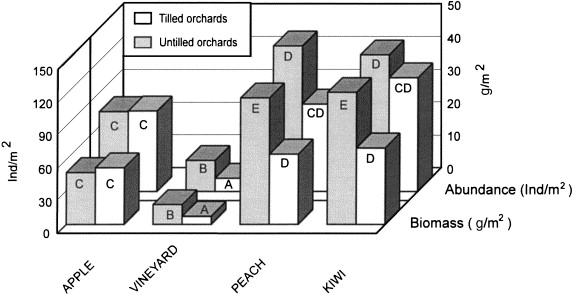 Tilled orchards
Untilled orchards
50
40
30
20
10
0
g/m²
150
120
90
60
30
0
Ind/m²
C C B A D CD D CD
C C B A E D E D
Abundance (Ind/m²)
Biomass ( g/m²)
APPLE
VINEYARD
PEACH
KIWI